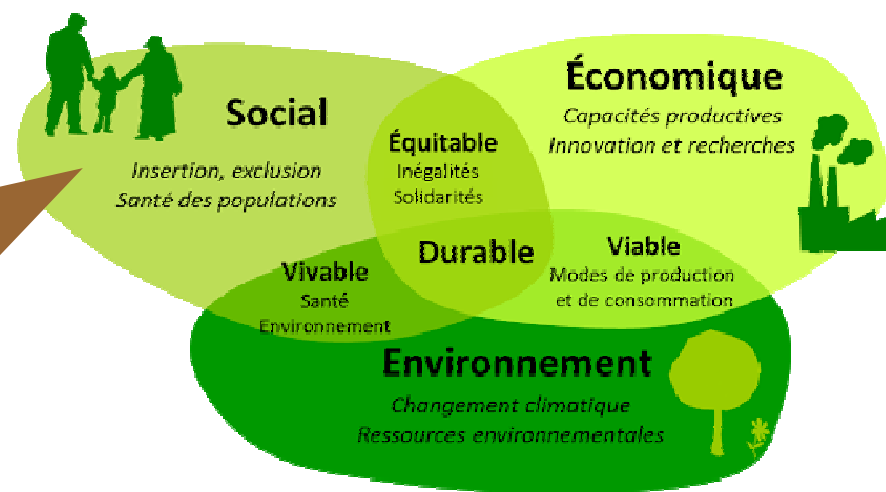 Social
Insertion, exclusion
Santé des populations
Équitable
Inégalités
Solidarités
Économique
Capacités productives
Innovation et recherches
Vivable
Santé
Environnement
Durable
Viable
Modes de production
et de consommation
Environnement
Changement climatique
Ressources environnementales